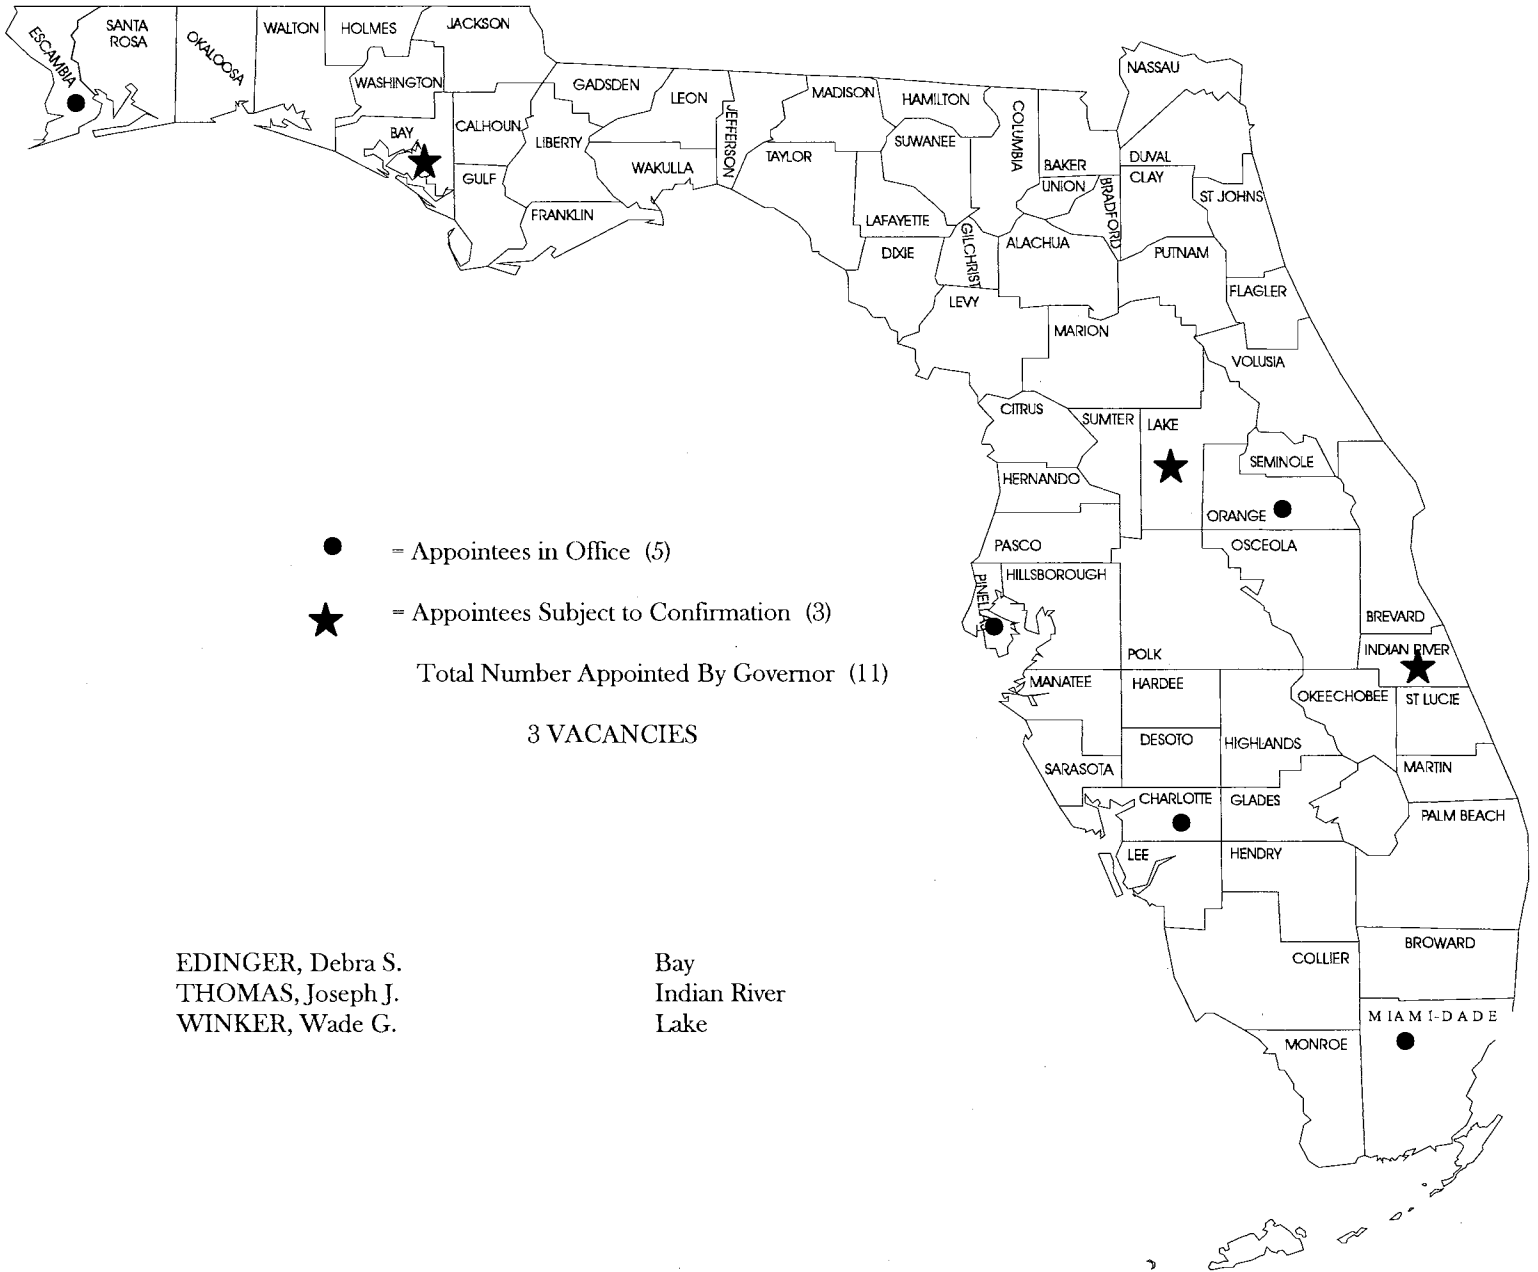 ESCAMBIA
SANTA
ROSA
OKALOOSA
WALTON
HOLMES
JACKSON
WASHINGTON
BAY
CALHOUN
GULF
GADSDEN
LIBERTY
FRANKLIN
LEON
WAKULLA
JEFFERSON
MADISON
TAYLOR
HAMILTON
SUWANEE
LAFAYETTE
DIXIE
COLUMBIA
GILCHRIST
NASSAU
BAKER
UNION
BRADFORD
DUVAL
CLAY
ST JOHNS
ALACHUA
PUTNAM
LEVY
FLAGLER
MARION
VOLUSIA
CITRUS
SUMTER
LAKE
SEMINOLE
HERNANDO
ORANGE
PASCO
OSCEOLA
PINEL
HILLSBOROUGH
BREVARD
POLK
INDIAN RIVER
MANATEE
HARDEE
OKEECHOBEE
ST LUCIE
DESOTO
HIGHLANDS
SARASOTA
MARTIN
CHARLOTTE
GLADES
PALM BEACH
LEE
HENDRY
BROWARD
COLLIER
MIAMI-DADE
MONROE
= Appointees in Office (5)
= Appointees Subject to Confirmation (3)
Total Number Appointed By Governor (11)
3 VACANCIES
EDINGER, Debra S. Bay
THOMAS, Joseph J. Indian River
WINKER, Wade G. Lake